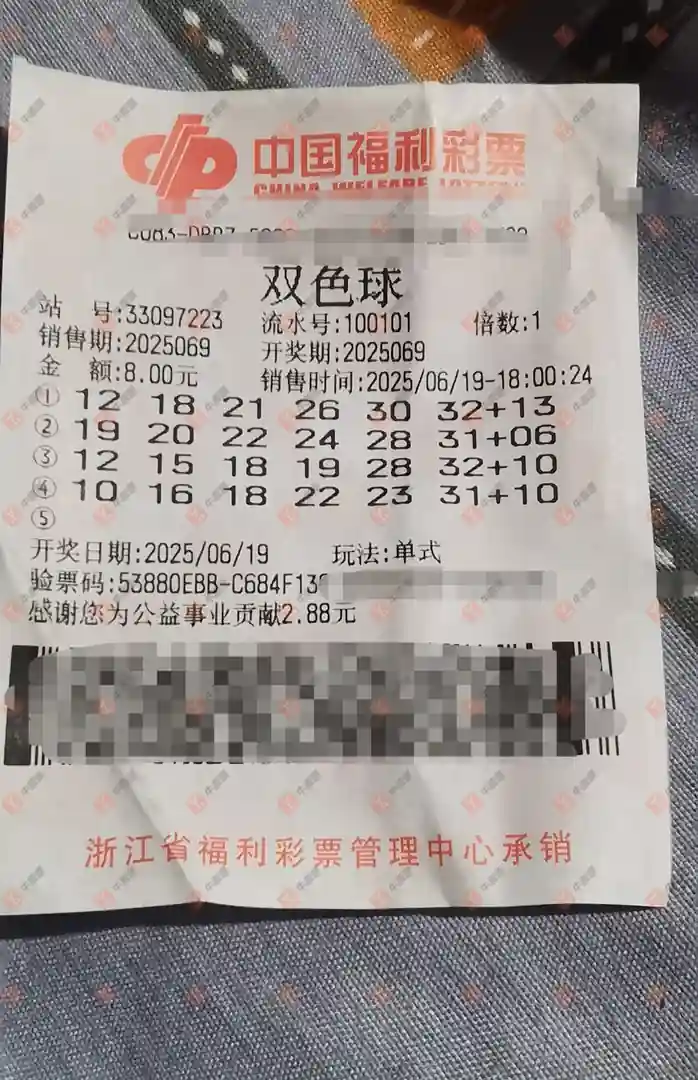 中国福利彩票
CHINA WELFARE LOTTERY
双色球
站 号:33097223 流水号:100101 倍数:1
销售期:2025069 开奖期:2025069
金 额:8.00元 销售时间:2025/06/19-18:00:24
① 12 18 21 26 30 32+13
② 19 20 22 24 28 31+06
③ 12 15 18 19 28 32+10
④ 10 16 18 22 23 31+10
⑤
开奖日期:2025/06/19 玩法:单式
验票码:53880EBB-C684F13
感谢您为公益事业贡献2.88元
浙江省福利彩票管理中心承销